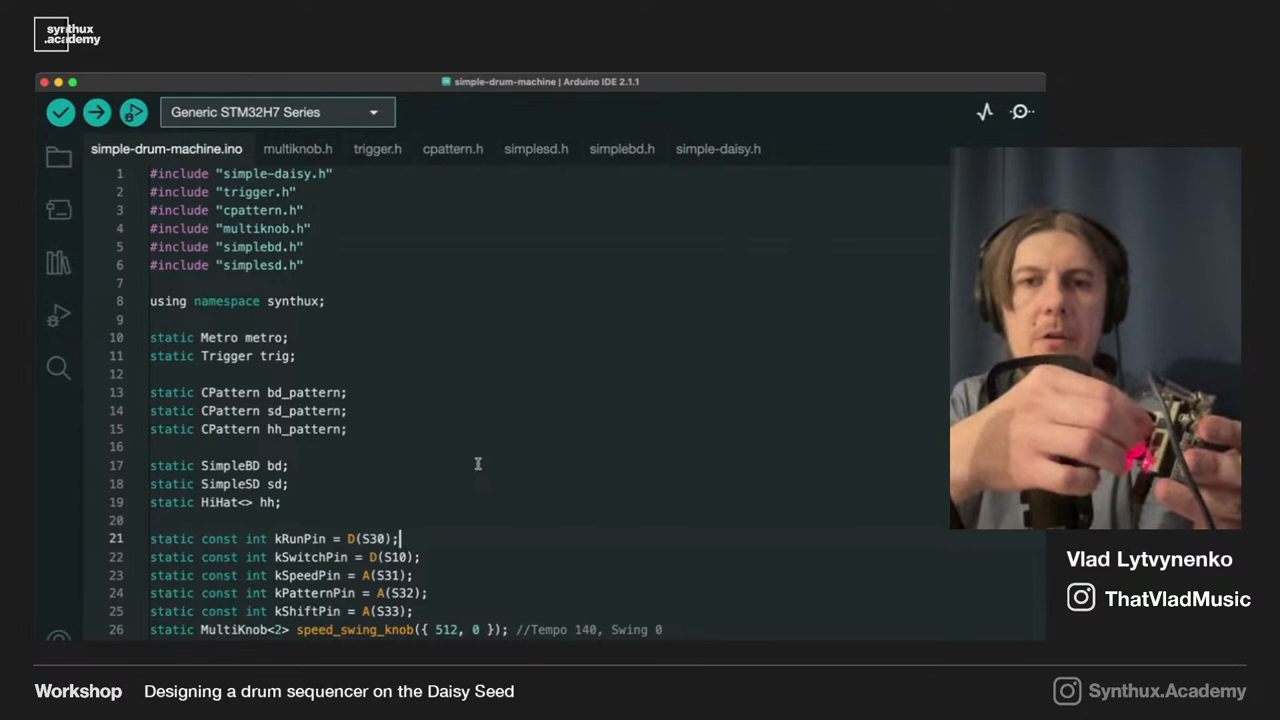 synthux
.academy
simple-drum-machine | Arduino IDE 2.1.1
Generic STM32H7 Series
simple-drum-machine.ino multiknob.h trigger.h cpattern.h simplesd.h simplebd.h simple-daisy.h
1 #include "simple-daisy.h"
2 #include "trigger.h"
3 #include "cpattern.h"
4 #include "multiknob.h"
5 #include "simplebd.h"
6 #include "simplesd.h"
7
8 using namespace synthux;
9
10 static Metro metro;
11 static Trigger trig;
12
13 static CPattern bd_pattern;
14 static CPattern sd_pattern;
15 static CPattern hh_pattern;
16
17 static SimpleBD bd;
18 static SimpleSD sd;
19 static HiHat<> hh;
20
21 static const int kRunPin = D(S30);
22 static const int kSwitchPin = D(S10);
23 static const int kSpeedPin = A(S31);
24 static const int kPatternPin = A(S32);
25 static const int kShiftPin = A(S33);
26 static MultiKnob<2> speed_swing_knob({ 512, 0 }); //Tempo 140, Swing 0
Vlad Lytvynenko
ThatVladMusic
Workshop Designing a drum sequencer on the Daisy Seed
Synthux.Academy